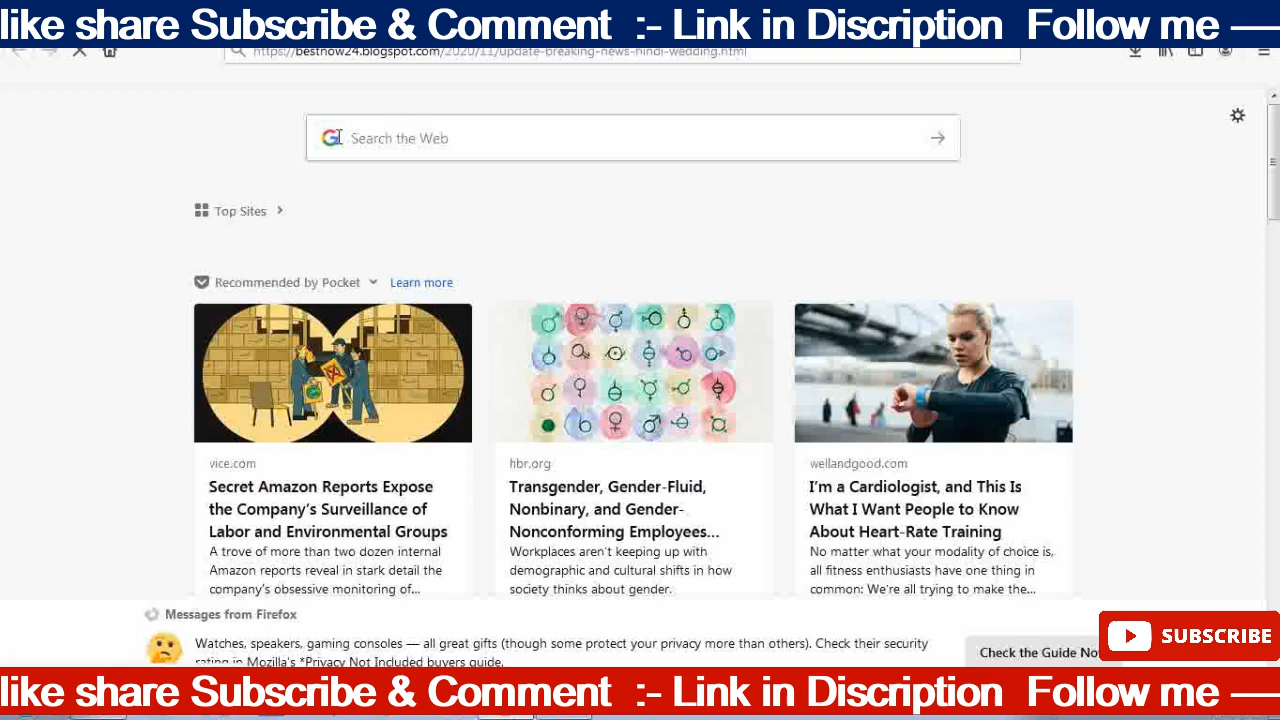 like share Subscribe & Comment :- Link in Discription Follow me —
https://bestnow24.blogspot.com/2020/11/update-breaking-news-hindi-wedding.html
Search the Web
Top Sites
Recommended by Pocket Learn more
vice.com
Secret Amazon Reports Expose
the Company's Surveillance of
Labor and Environmental Groups
A trove of more than two dozen internal
Amazon reports reveal in stark detail the
company's obsessive monitoring of...
hbr.org
Transgender, Gender-Fluid,
Nonbinary, and Gender-
Nonconforming Employees...
Workplaces aren't keeping up with
demographic and cultural shifts in how
society thinks about gender.
wellandgood.com
I'm a Cardiologist, and This Is
What I Want People to Know
About Heart-Rate Training
No matter what your modality of choice is,
all fitness enthusiasts have one thing in
common: We're all trying to make the...
Messages from Firefox
Watches, speakers, gaming consoles — all great gifts (though some protect your privacy more than others). Check their security
rating in Mozilla's *Privacy Not Included buyers guide.
Check the Guide No
SUBSCRIBE
like share Subscribe & Comment :- Link in Discription Follow me —